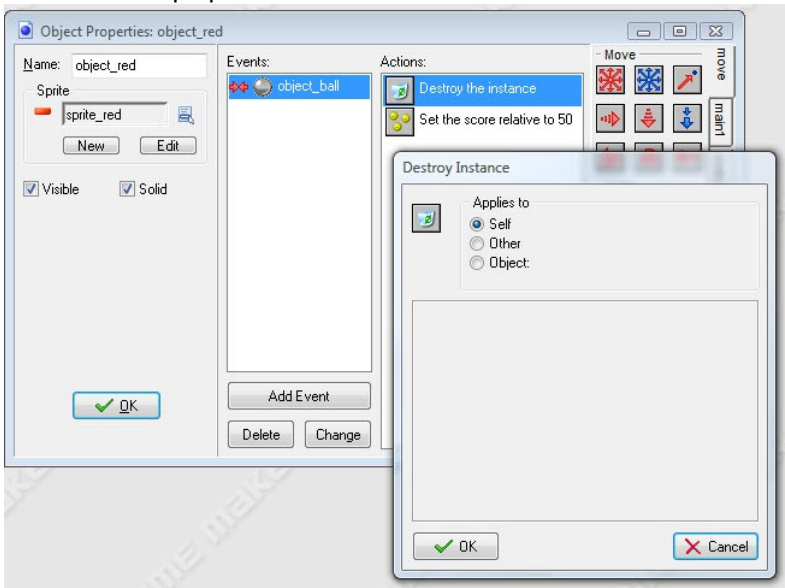 Object Properties: object_red
Name: object_red
Sprite
sprite_red
New Edit
Visible Solid
OK
Events:
object_ball
Add Event
Delete Change
Actions:
Destroy the instance
Set the score relative to 50
Move
move
main1
Destroy Instance
Applies to
Self
Other
Object:
OK Cancel